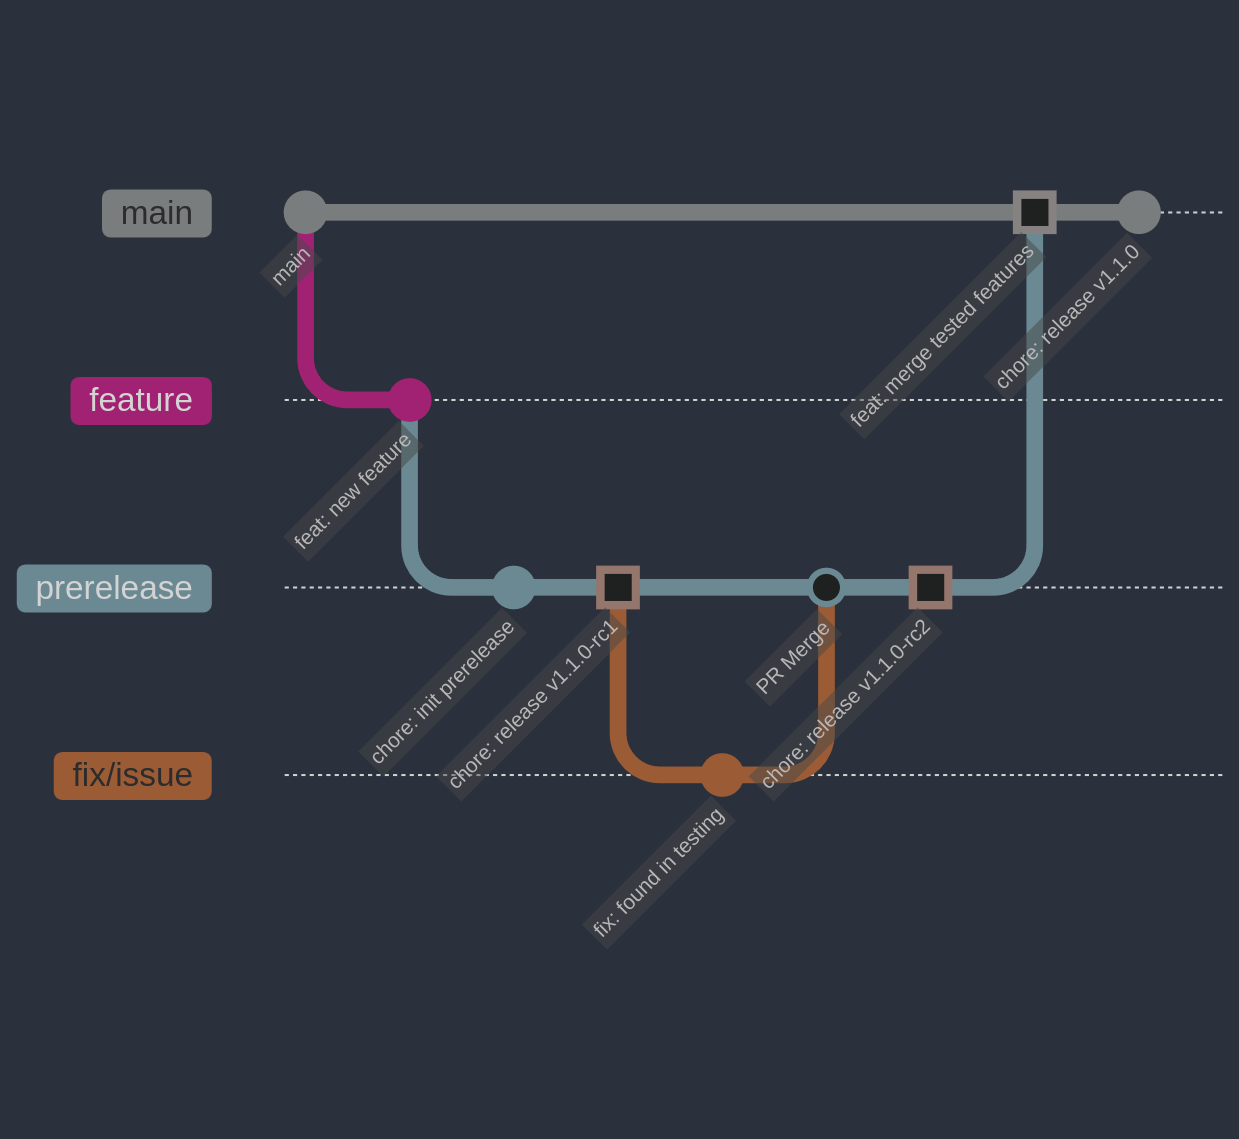 main
main
feat: merge tested features
chore: release v1.1.0
feature
feat: new feature
prerelease
chore: init prerelease
chore: release v1.1.0-rc1
PR Merge
chore: release v1.1.0-rc2
fix/issue
fix: found in testing